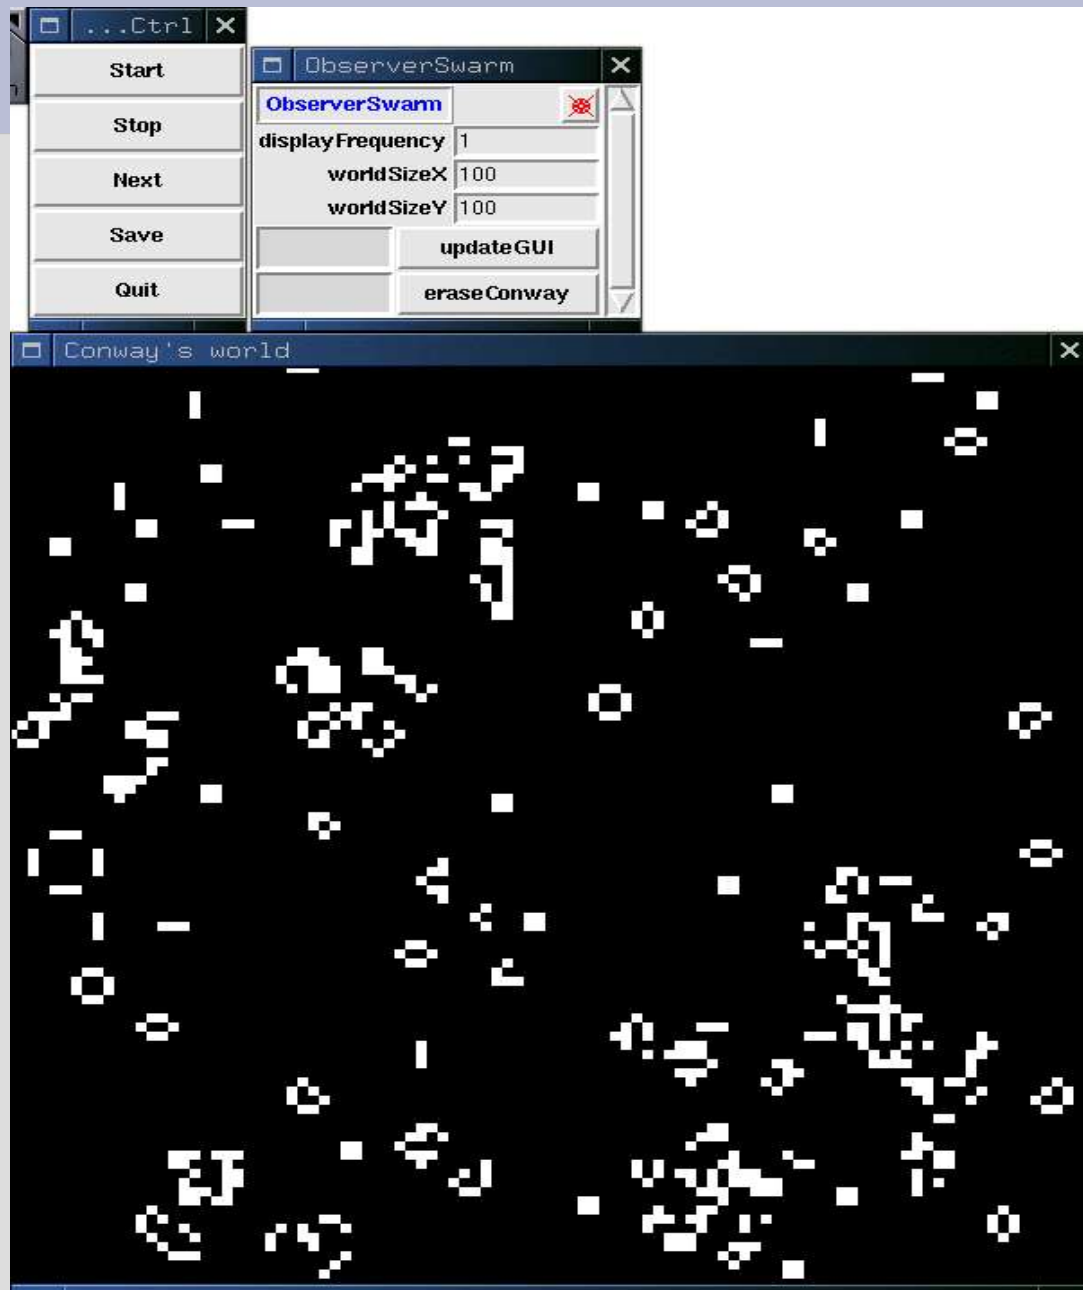 ...Ctrl
Start
Stop
Next
Save
Quit
ObserverSwarm
ObserverSwarm
displayFrequency 1
worldSizeX 100
worldSizeY 100
updateGUI
eraseConway
Conway's world